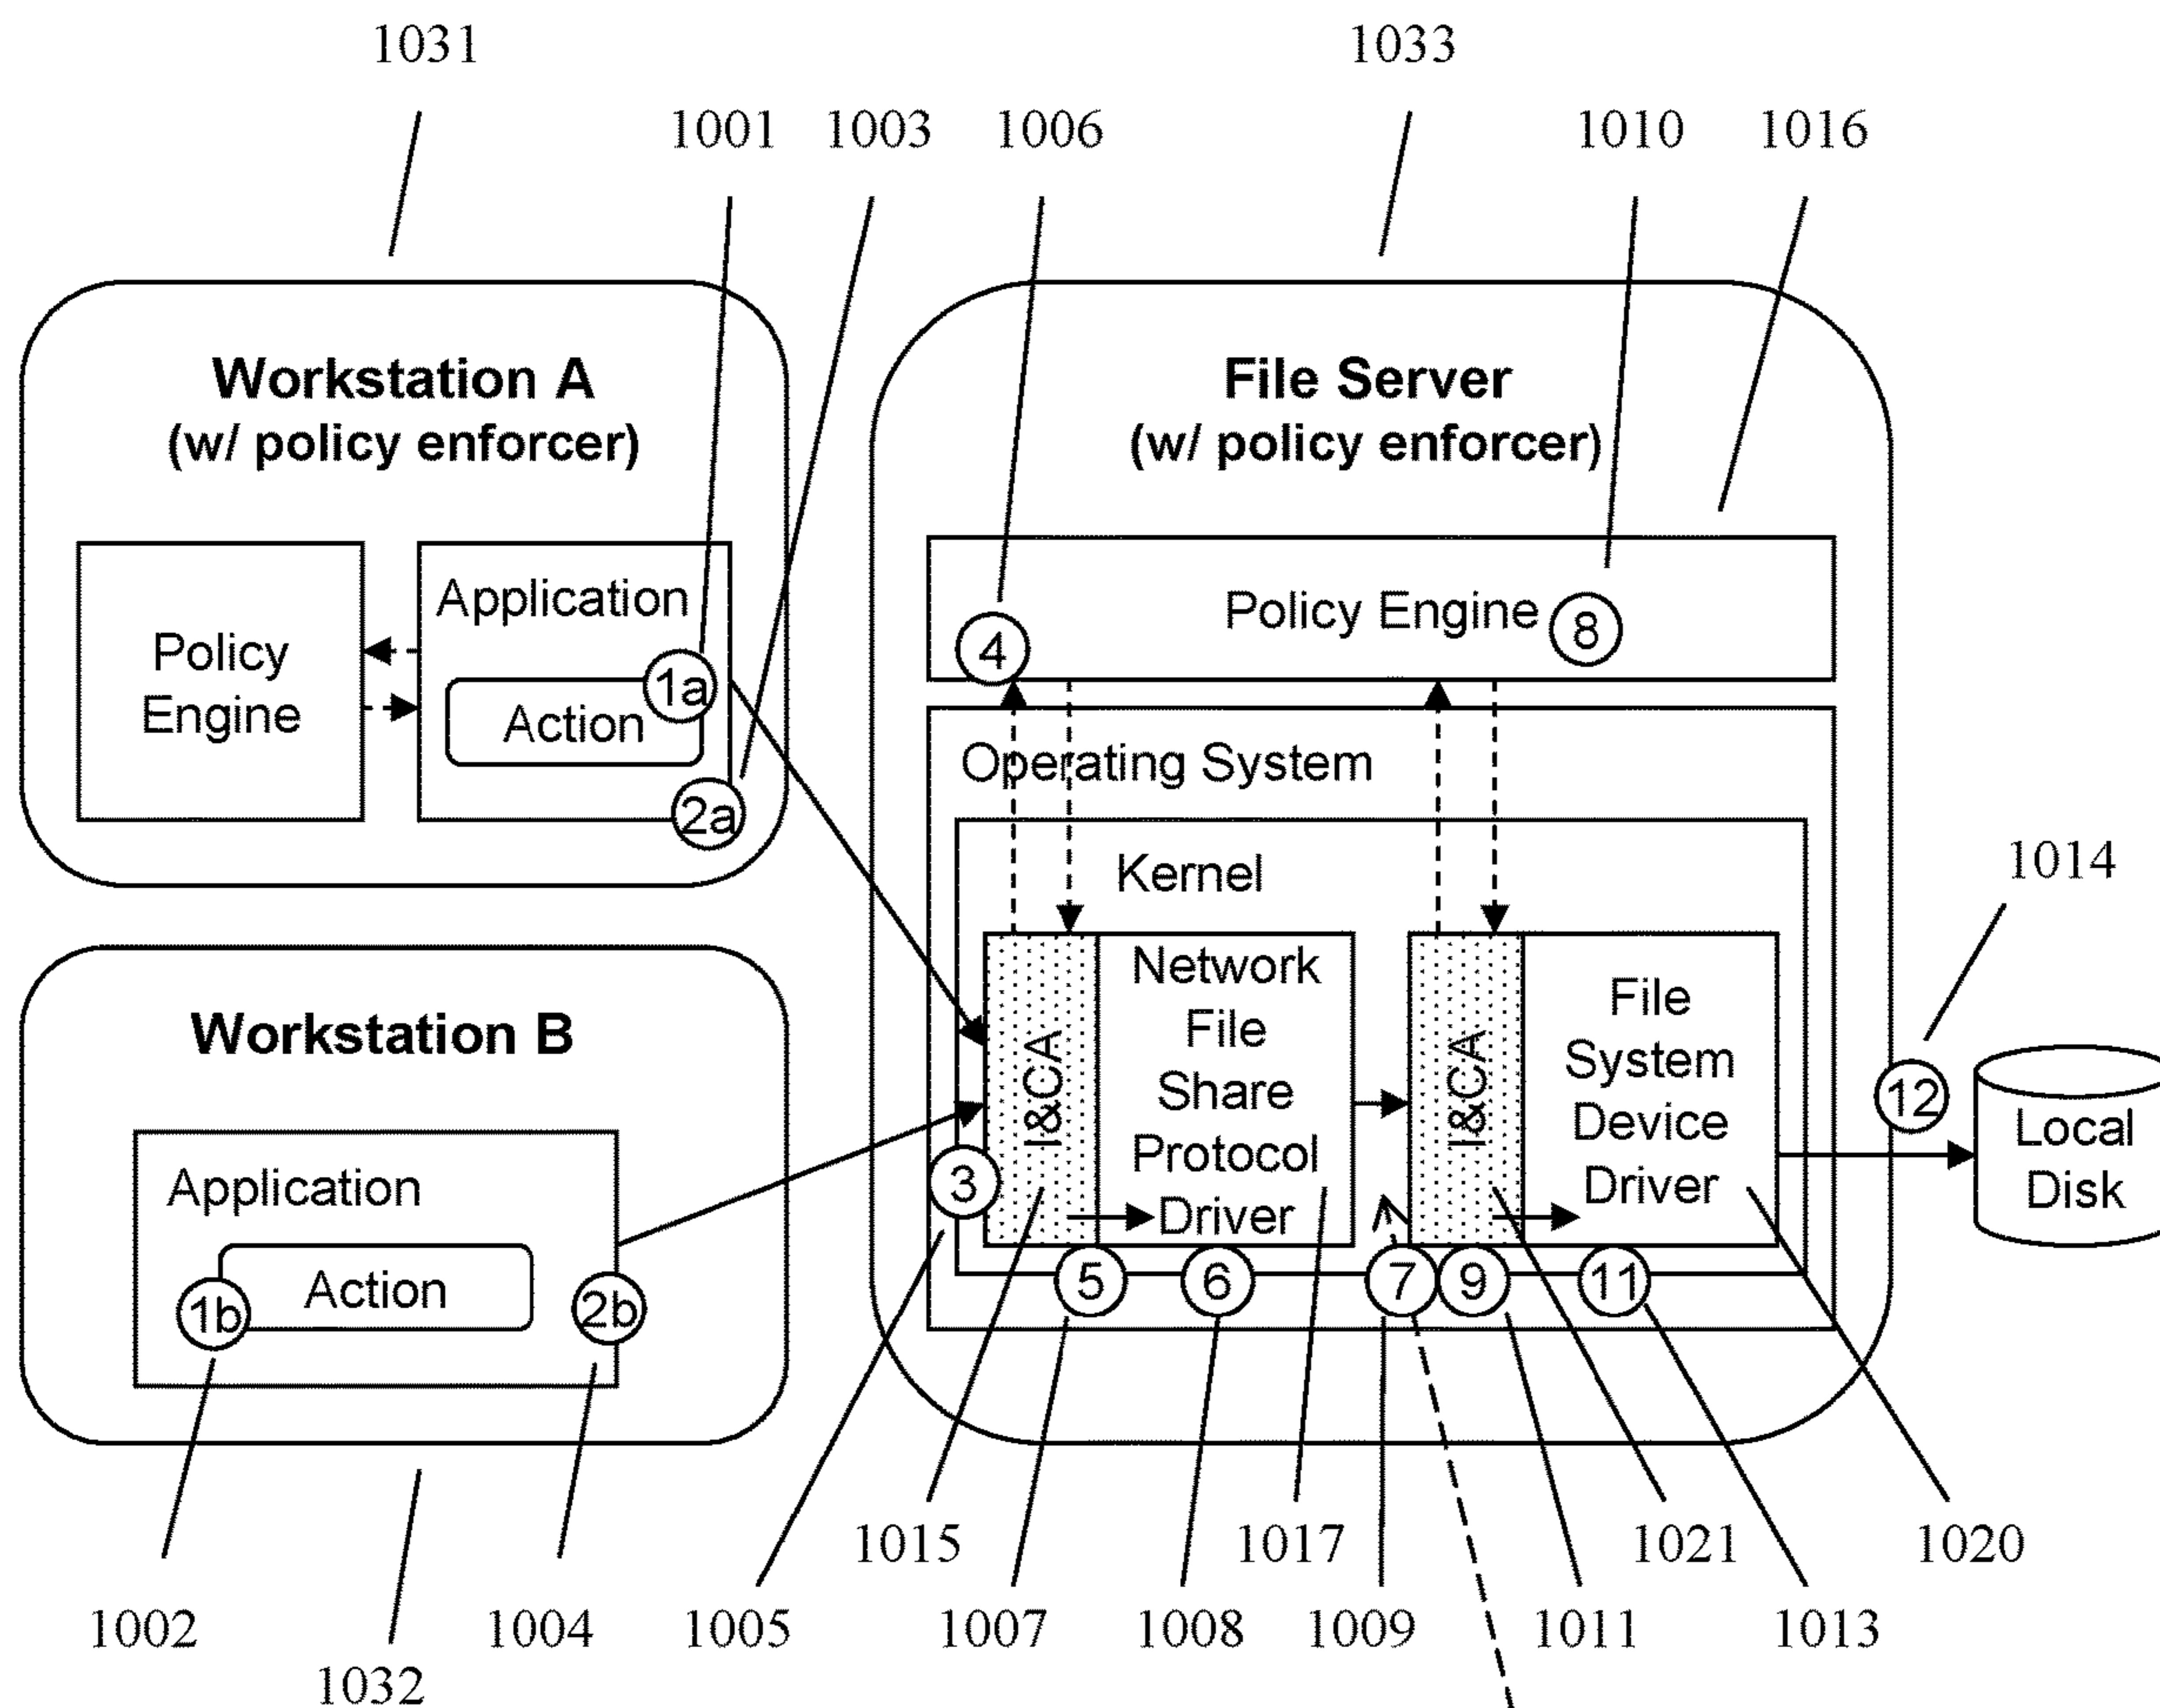 1031
1033
1001
1003
1006
1010
1016
Workstation A
(w/ policy enforcer)
File Server
(w/ policy enforcer)
Policy
Engine
Application
1a
Action
2a
4
Policy Engine
8
Operating System
Kernel
I&CA
Network
File
Share
Protocol
Driver
I&CA
File
System
Device
Driver
1014
12
Local
Disk
Workstation B
Application
1b
Action
2b
3
5
6
7
9
11
1015
1017
1021
1020
1002
1004
1005
1007
1008
1009
1011
1013
1032